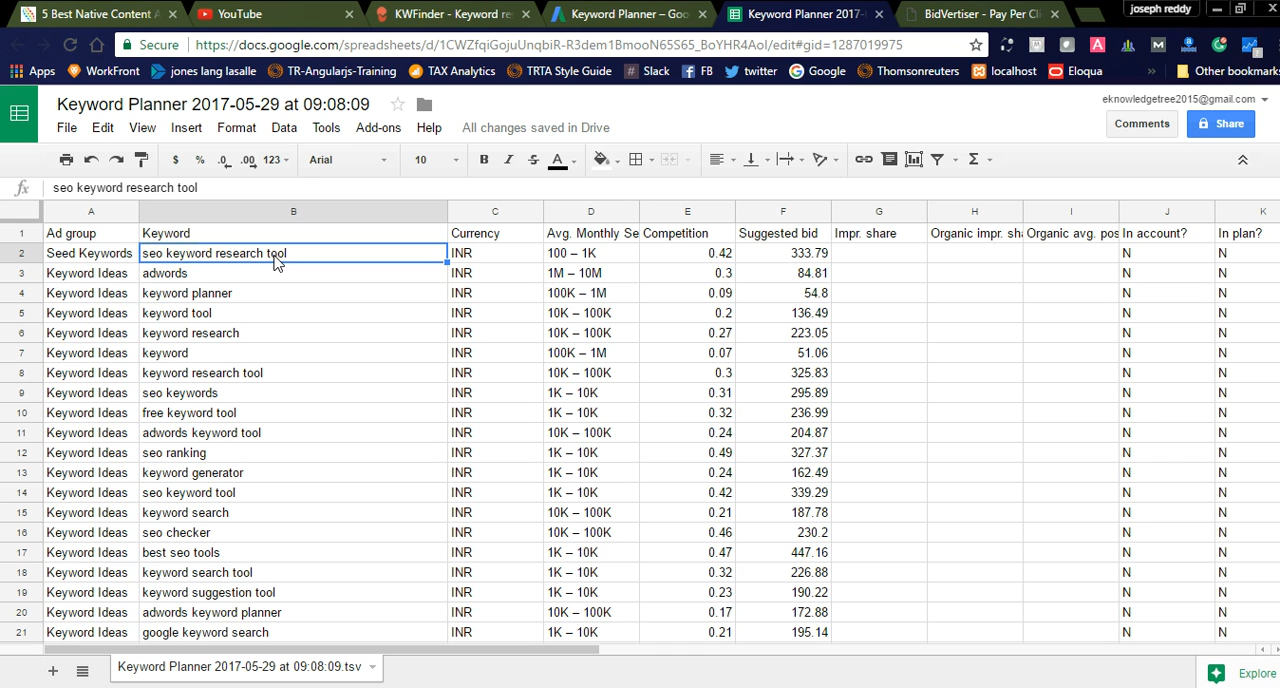 5 Best Native Content A
YouTube
KWFinder - Keyword re
Keyword Planner – Goo
Keyword Planner 2017-
BidVertiser - Pay Per Cli
joseph reddy
Secure
https://docs.google.com/spreadsheets/d/1CWZfqiGojuUnqbiR-R3dem1BmooN65S65_BoYHR4AoI/edit#gid=1287019975
Apps WorkFront jones lang lasalle TR-Angularjs-Training TAX Analytics TRTA Style Guide Slack FB twitter Google Thomsonreuters localhost Eloqua » Other bookmarks
Keyword Planner 2017-05-29 at 09:08:09
eknowledgetree2015@gmail.com
File Edit View Insert Format Data Tools Add-ons Help All changes saved in Drive
Comments Share
$ % .0 .00 123 Arial 10 B I S A Σ
fx seo keyword research tool
A B C D E F G H I J K
1 Ad group Keyword Currency Avg. Monthly Se Competition Suggested bid Impr. share Organic impr. sha Organic avg. pos In account? In plan?
2 Seed Keywords seo keyword research tool INR 100 – 1K 0.42 333.79 N N
3 Keyword Ideas adwords INR 1M – 10M 0.3 84.81 N N
4 Keyword Ideas keyword planner INR 100K – 1M 0.09 54.8 N N
5 Keyword Ideas keyword tool INR 10K – 100K 0.2 136.49 N N
6 Keyword Ideas keyword research INR 10K – 100K 0.27 223.05 N N
7 Keyword Ideas keyword INR 100K – 1M 0.07 51.06 N N
8 Keyword Ideas keyword research tool INR 10K – 100K 0.3 325.83 N N
9 Keyword Ideas seo keywords INR 1K – 10K 0.31 295.89 N N
10 Keyword Ideas free keyword tool INR 1K – 10K 0.32 236.99 N N
11 Keyword Ideas adwords keyword tool INR 10K – 100K 0.24 204.87 N N
12 Keyword Ideas seo ranking INR 1K – 10K 0.49 327.37 N N
13 Keyword Ideas keyword generator INR 1K – 10K 0.24 162.49 N N
14 Keyword Ideas seo keyword tool INR 1K – 10K 0.42 339.29 N N
15 Keyword Ideas keyword search INR 10K – 100K 0.21 187.78 N N
16 Keyword Ideas seo checker INR 10K – 100K 0.46 230.2 N N
17 Keyword Ideas best seo tools INR 1K – 10K 0.47 447.16 N N
18 Keyword Ideas keyword search tool INR 1K – 10K 0.32 226.88 N N
19 Keyword Ideas keyword suggestion tool INR 1K – 10K 0.23 190.22 N N
20 Keyword Ideas adwords keyword planner INR 10K – 100K 0.17 172.88 N N
21 Keyword Ideas google keyword search INR 1K – 10K 0.21 195.14 N N
Keyword Planner 2017-05-29 at 09:08:09.tsv
Explore